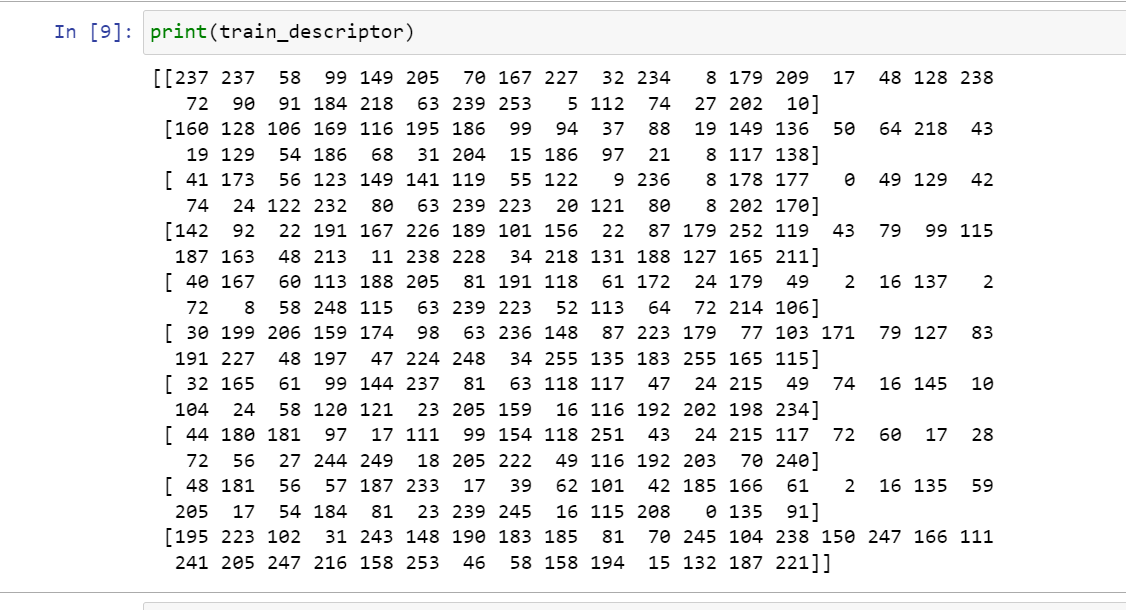 In [9]: print(train_descriptor)
[[237 237  58  99 149 205  70 167 227  32 234   8 179 209  17  48 128 238
   72  90  91 184 218  63 239 253   5 112  74  27 202  10]
 [160 128 106 169 116 195 186  99  94  37  88  19 149 136  50  64 218  43
   19 129  54 186  68  31 204  15 186  97  21   8 117 138]
 [ 41 173  56 123 149 141 119  55 122   9 236   8 178 177   0  49 129  42
   74  24 122 232  80  63 239 223  20 121  80   8 202 170]
 [142  92  22 191 167 226 189 101 156  22  87 179 252 119  43  79  99 115
  187 163  48 213  11 238 228  34 218 131 188 127 165 211]
 [ 40 167  60 113 188 205  81 191 118  61 172  24 179  49   2  16 137   2
   72   8  58 248 115  63 239 223  52 113  64  72 214 106]
 [ 30 199 206 159 174  98  63 236 148  87 223 179  77 103 171  79 127  83
  191 227  48 197  47 224 248  34 255 135 183 255 165 115]
 [ 32 165  61  99 144 237  81  63 118 117  47  24 215  49  74  16 145  10
  104  24  58 120 121  23 205 159  16 116 192 202 198 234]
 [ 44 180 181  97  17 111  99 154 118 251  43  24 215 117  72  60  17  28
   72  56  27 244 249  18 205 222  49 116 192 203  70 240]
 [ 48 181  56  57 187 233  17  39  62 101  42 185 166  61   2  16 135  59
  205  17  54 184  81  23 239 245  16 115 208   0 135  91]
 [195 223 102  31 243 148 190 183 185  81  70 245 104 238 150 247 166 111
  241 205 247 216 158 253  46  58 158 194  15 132 187 221]]